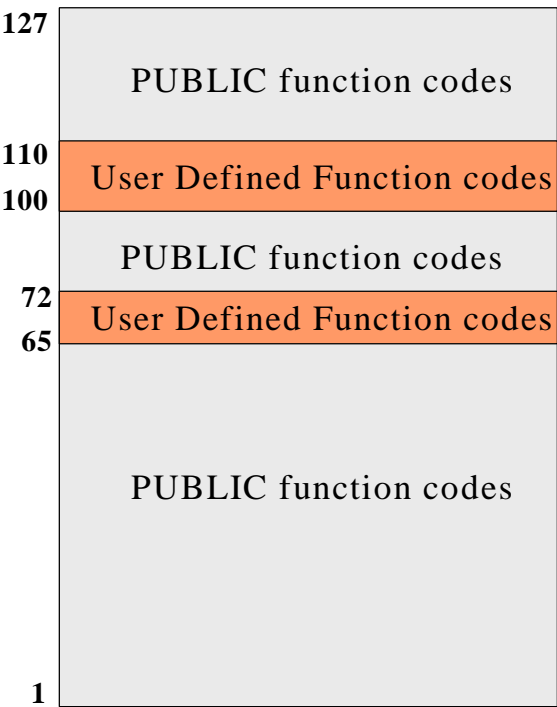 127
PUBLIC function codes
110
User Defined Function codes
100
PUBLIC function codes
72
User Defined Function codes
65
PUBLIC function codes
1